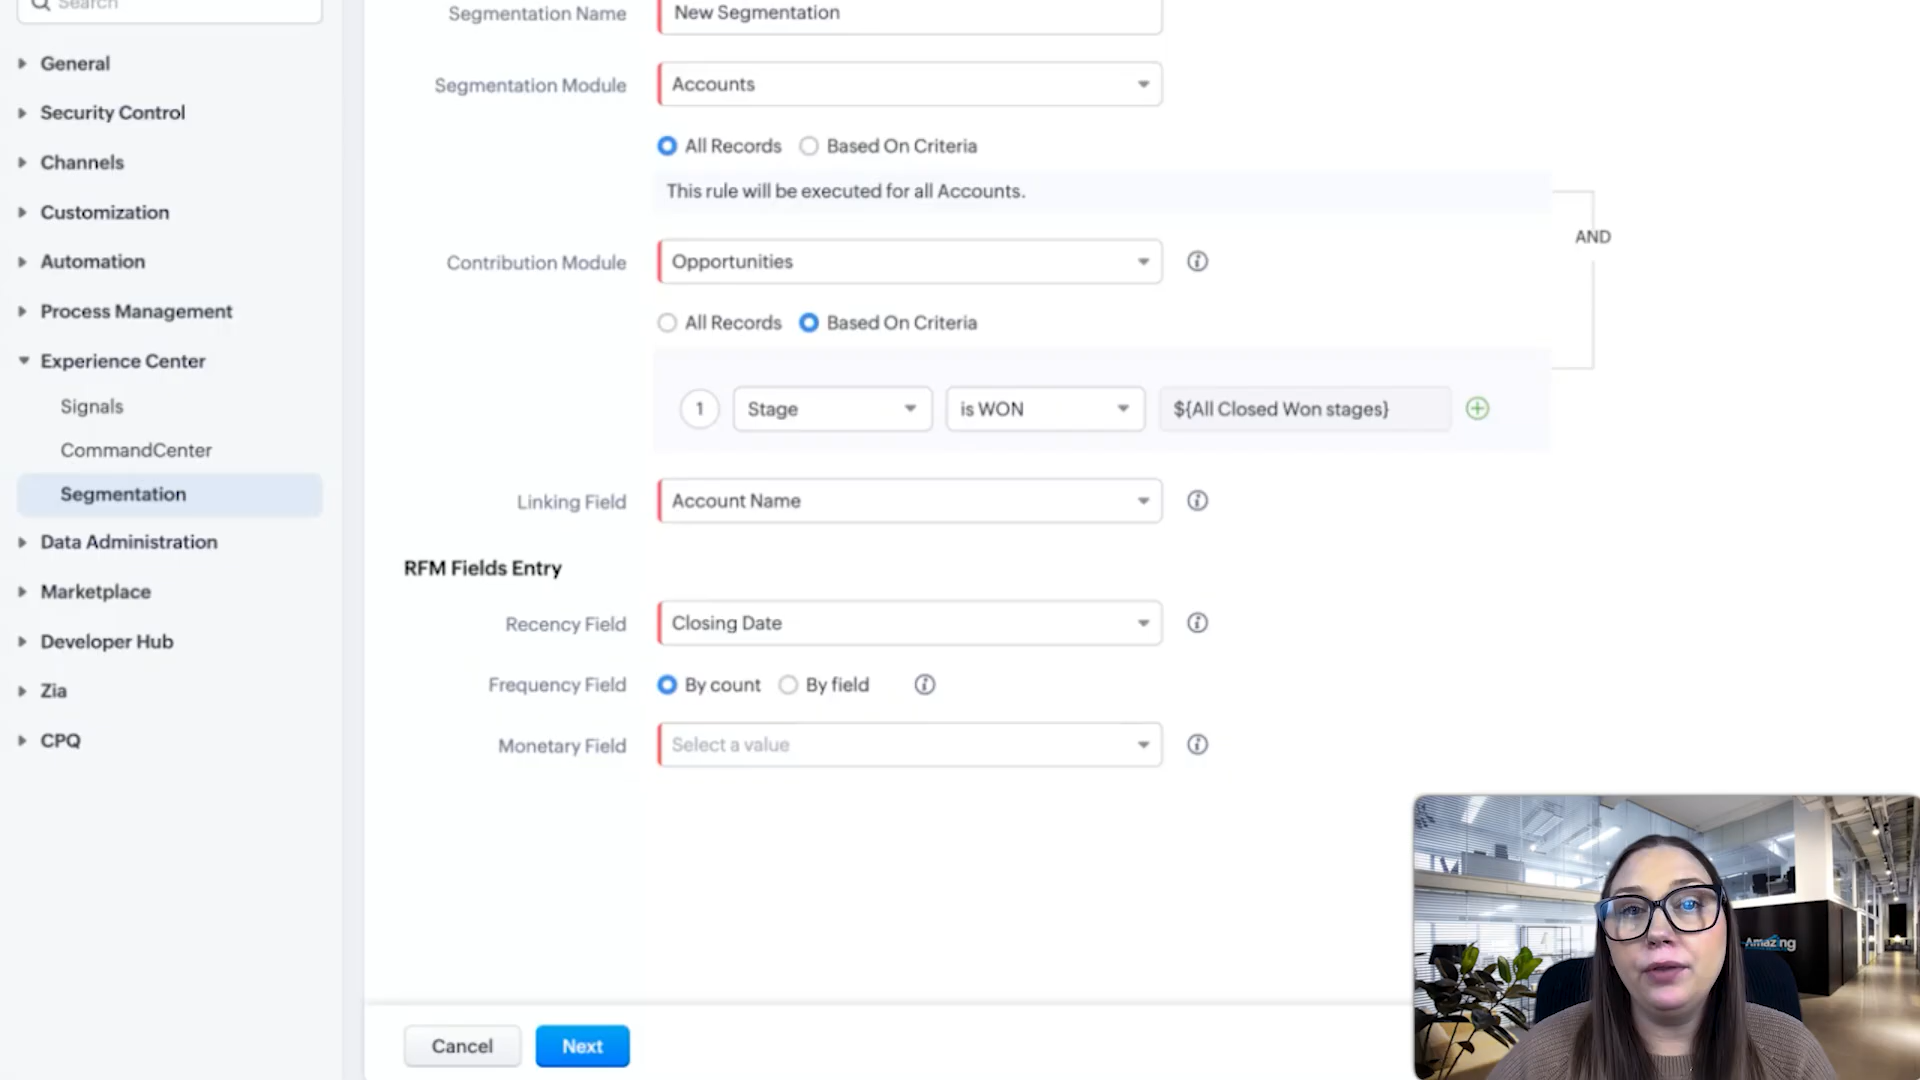 Search
General
Security Control
Channels
Customization
Automation
Process Management
Experience Center
Signals
CommandCenter
Segmentation
Data Administration
Marketplace
Developer Hub
Zia
CPQ
Segmentation Name New Segmentation
Segmentation Module Accounts
All Records Based On Criteria
This rule will be executed for all Accounts.
AND
Contribution Module Opportunities
All Records Based On Criteria
1 Stage is WON ${All Closed Won stages}
Linking Field Account Name
RFM Fields Entry
Recency Field Closing Date
Frequency Field By count By field
Monetary Field Select a value
Cancel Next
Amazing